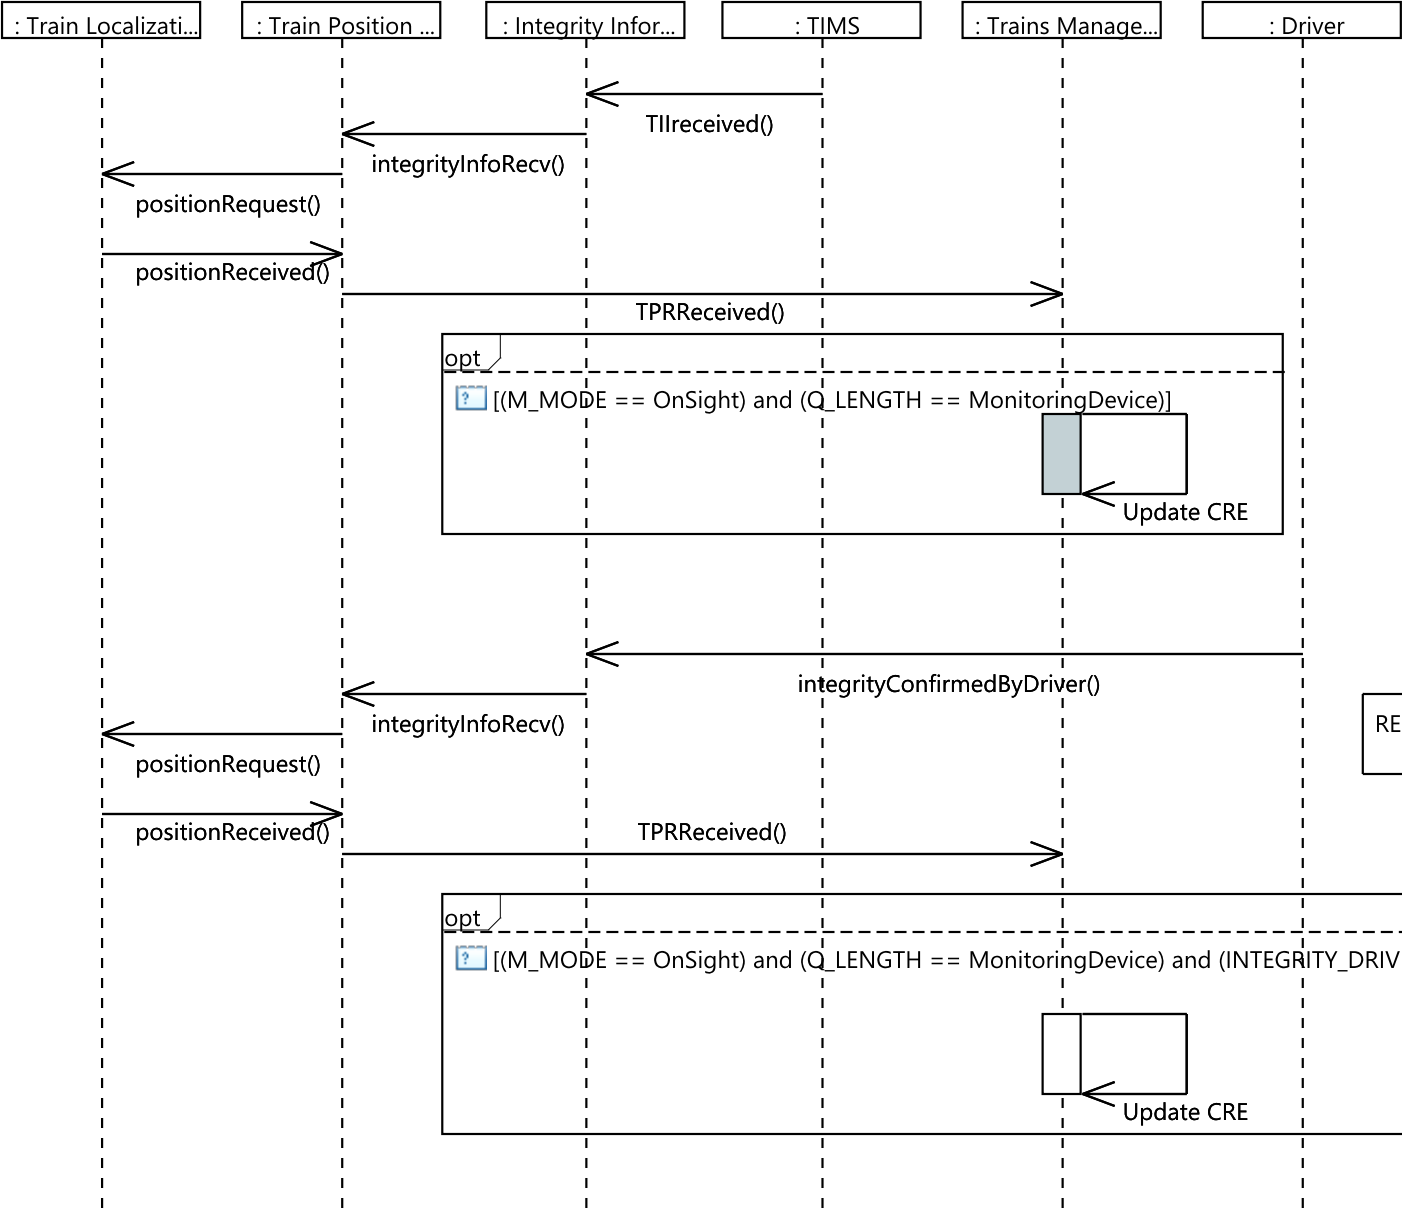 : Train Localizati...
: Train Position ...
: Integrity Infor...
: TIMS
: Trains Manage...
: Driver
TIIreceived()
integrityInfoRecv()
positionRequest()
positionReceived()
TPRReceived()
opt
[(M_MODE == OnSight) and (Q_LENGTH == MonitoringDevice)]
Update CRE
integrityConfirmedByDriver()
integrityInfoRecv()
RE
positionRequest()
positionReceived()
TPRReceived()
opt
[(M_MODE == OnSight) and (Q_LENGTH == MonitoringDevice) and (INTEGRITY_DRIV
Update CRE